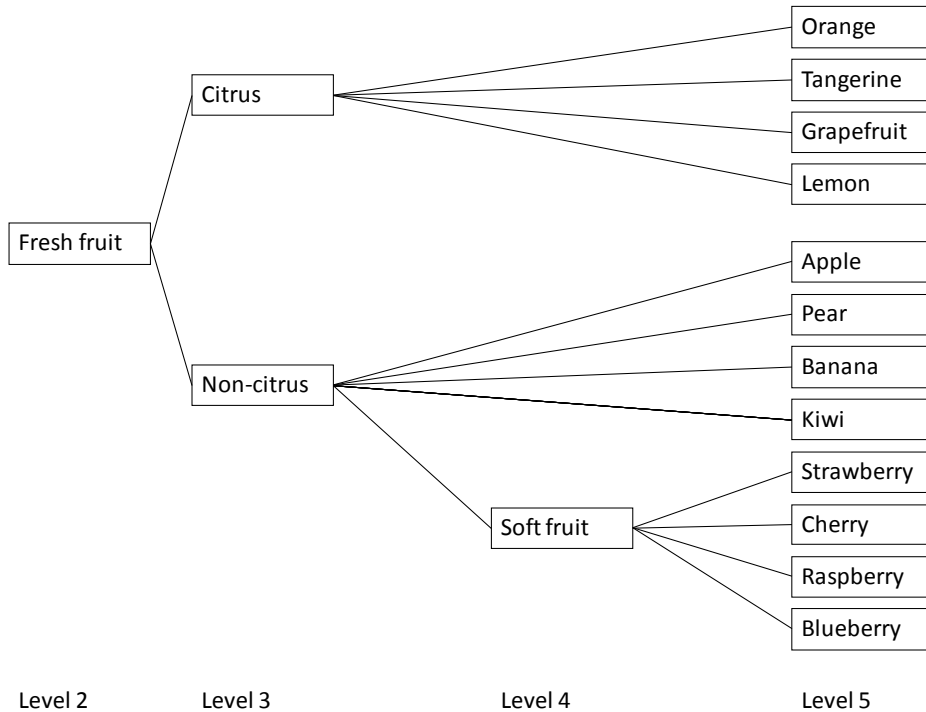 Orange
Citrus
Tangerine
Grapefruit
Lemon
Fresh fruit
Apple
Pear
Non-citrus
Banana
Kiwi
Strawberry
Soft fruit
Cherry
Raspberry
Blueberry
Level 2 Level 3 Level 4 Level 5